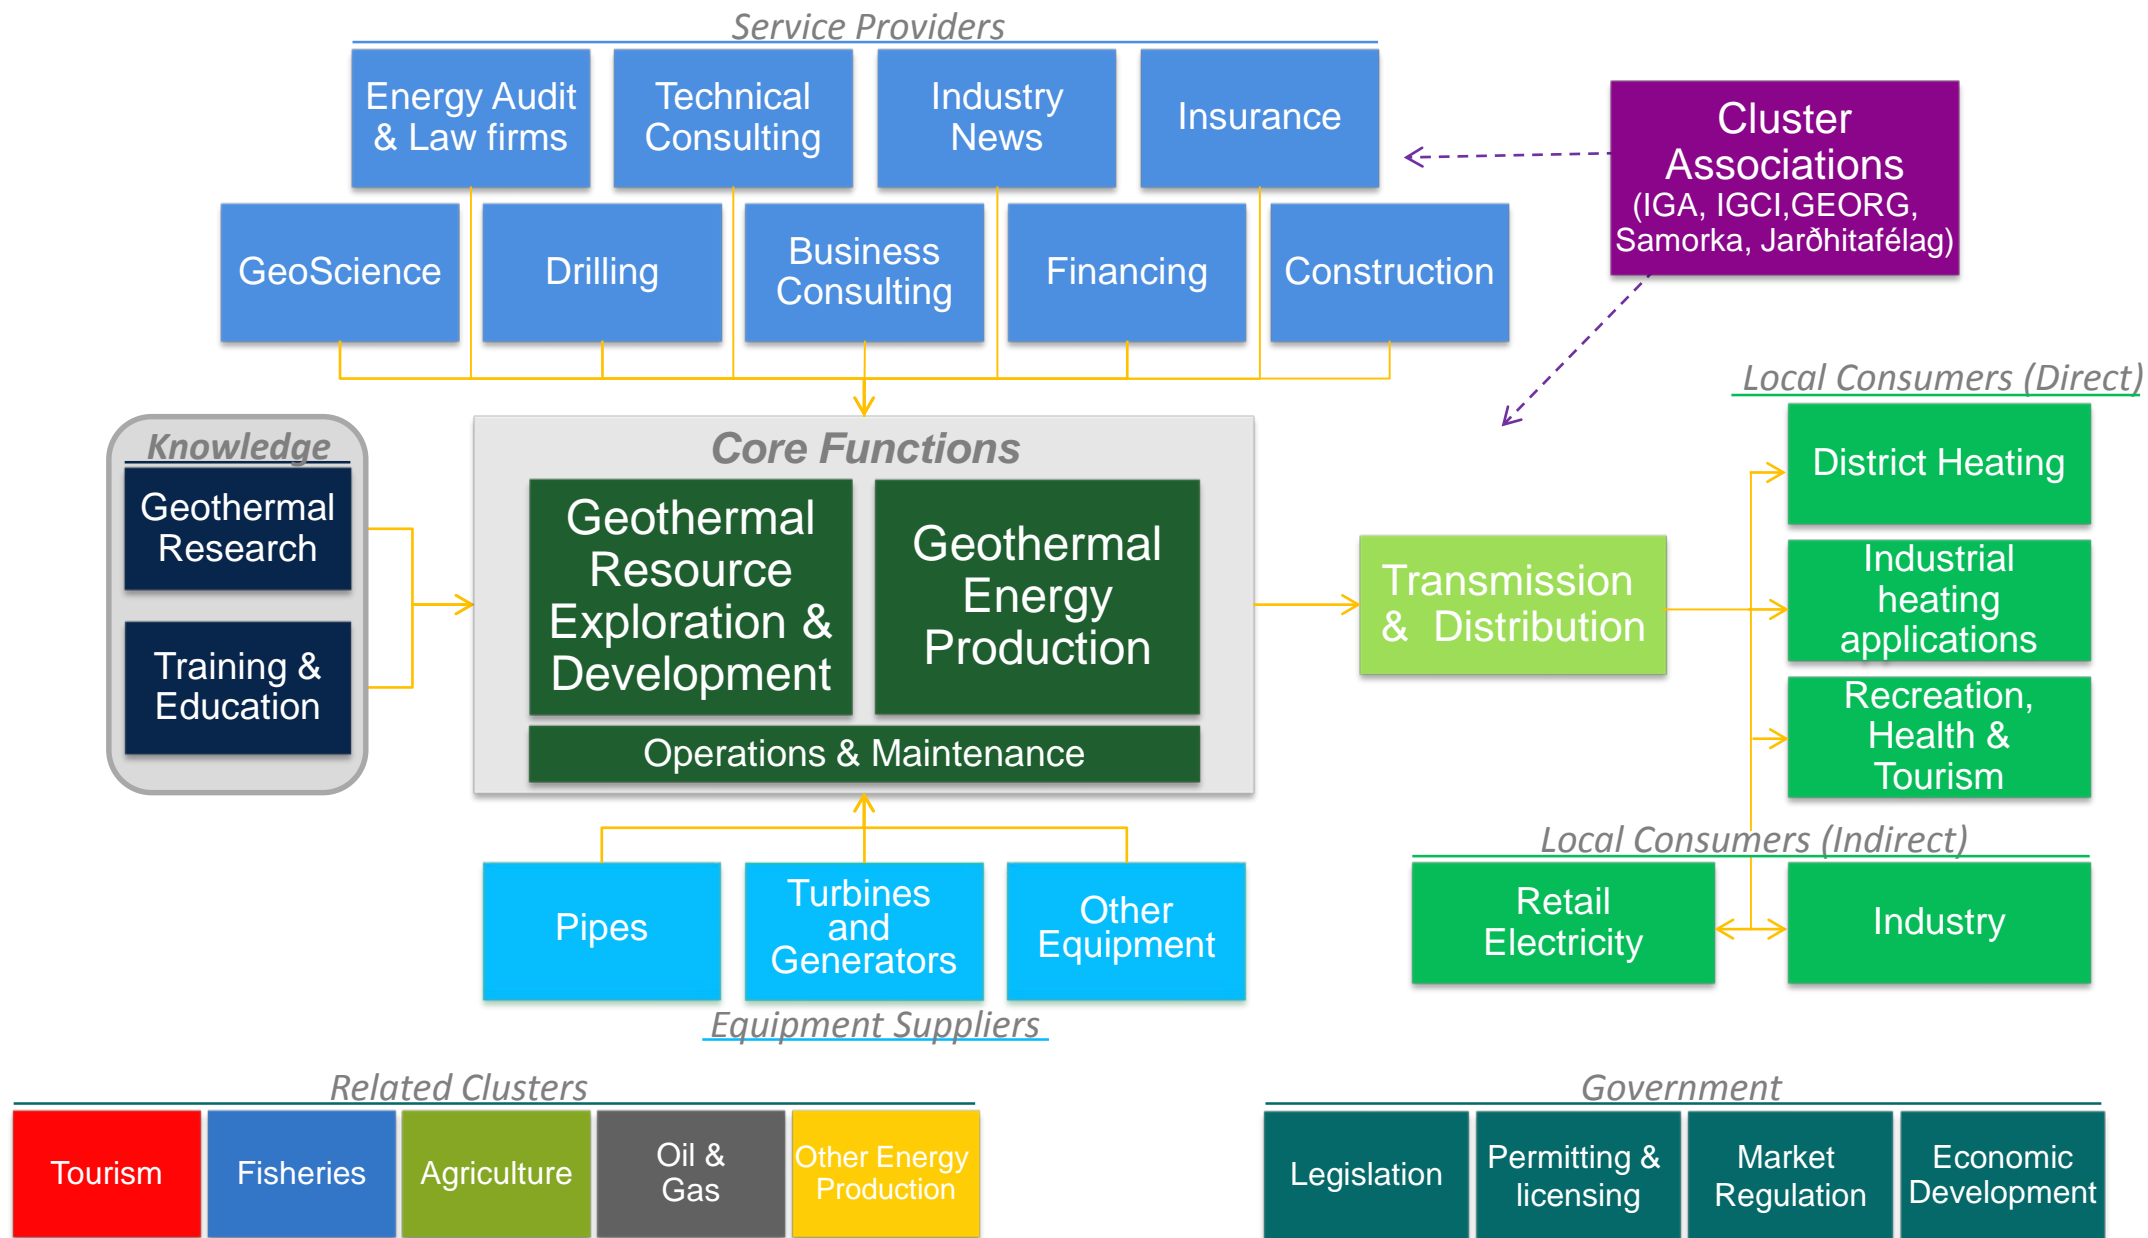 Service Providers
Energy Audit
& Law firms
Technical
Consulting
Industry
News
Insurance
GeoScience
Drilling
Business
Consulting
Financing
Construction
Cluster
Associations
(IGA, IGCI,GEORG,
Samorka, Jarðhitafélag)
Knowledge
Geothermal
Research
Training &
Education
Core Functions
Geothermal
Resource
Exploration &
Development
Geothermal
Energy
Production
Operations & Maintenance
Transmission
& Distribution
Local Consumers (Direct)
District Heating
Industrial
heating
applications
Recreation,
Health &
Tourism
Local Consumers (Indirect)
Retail
Electricity
Industry
Pipes
Turbines
and
Generators
Other
Equipment
Equipment Suppliers
Related Clusters
Tourism
Fisheries
Agriculture
Oil &
Gas
Other Energy
Production
Government
Legislation
Permitting &
licensing
Market
Regulation
Economic
Development